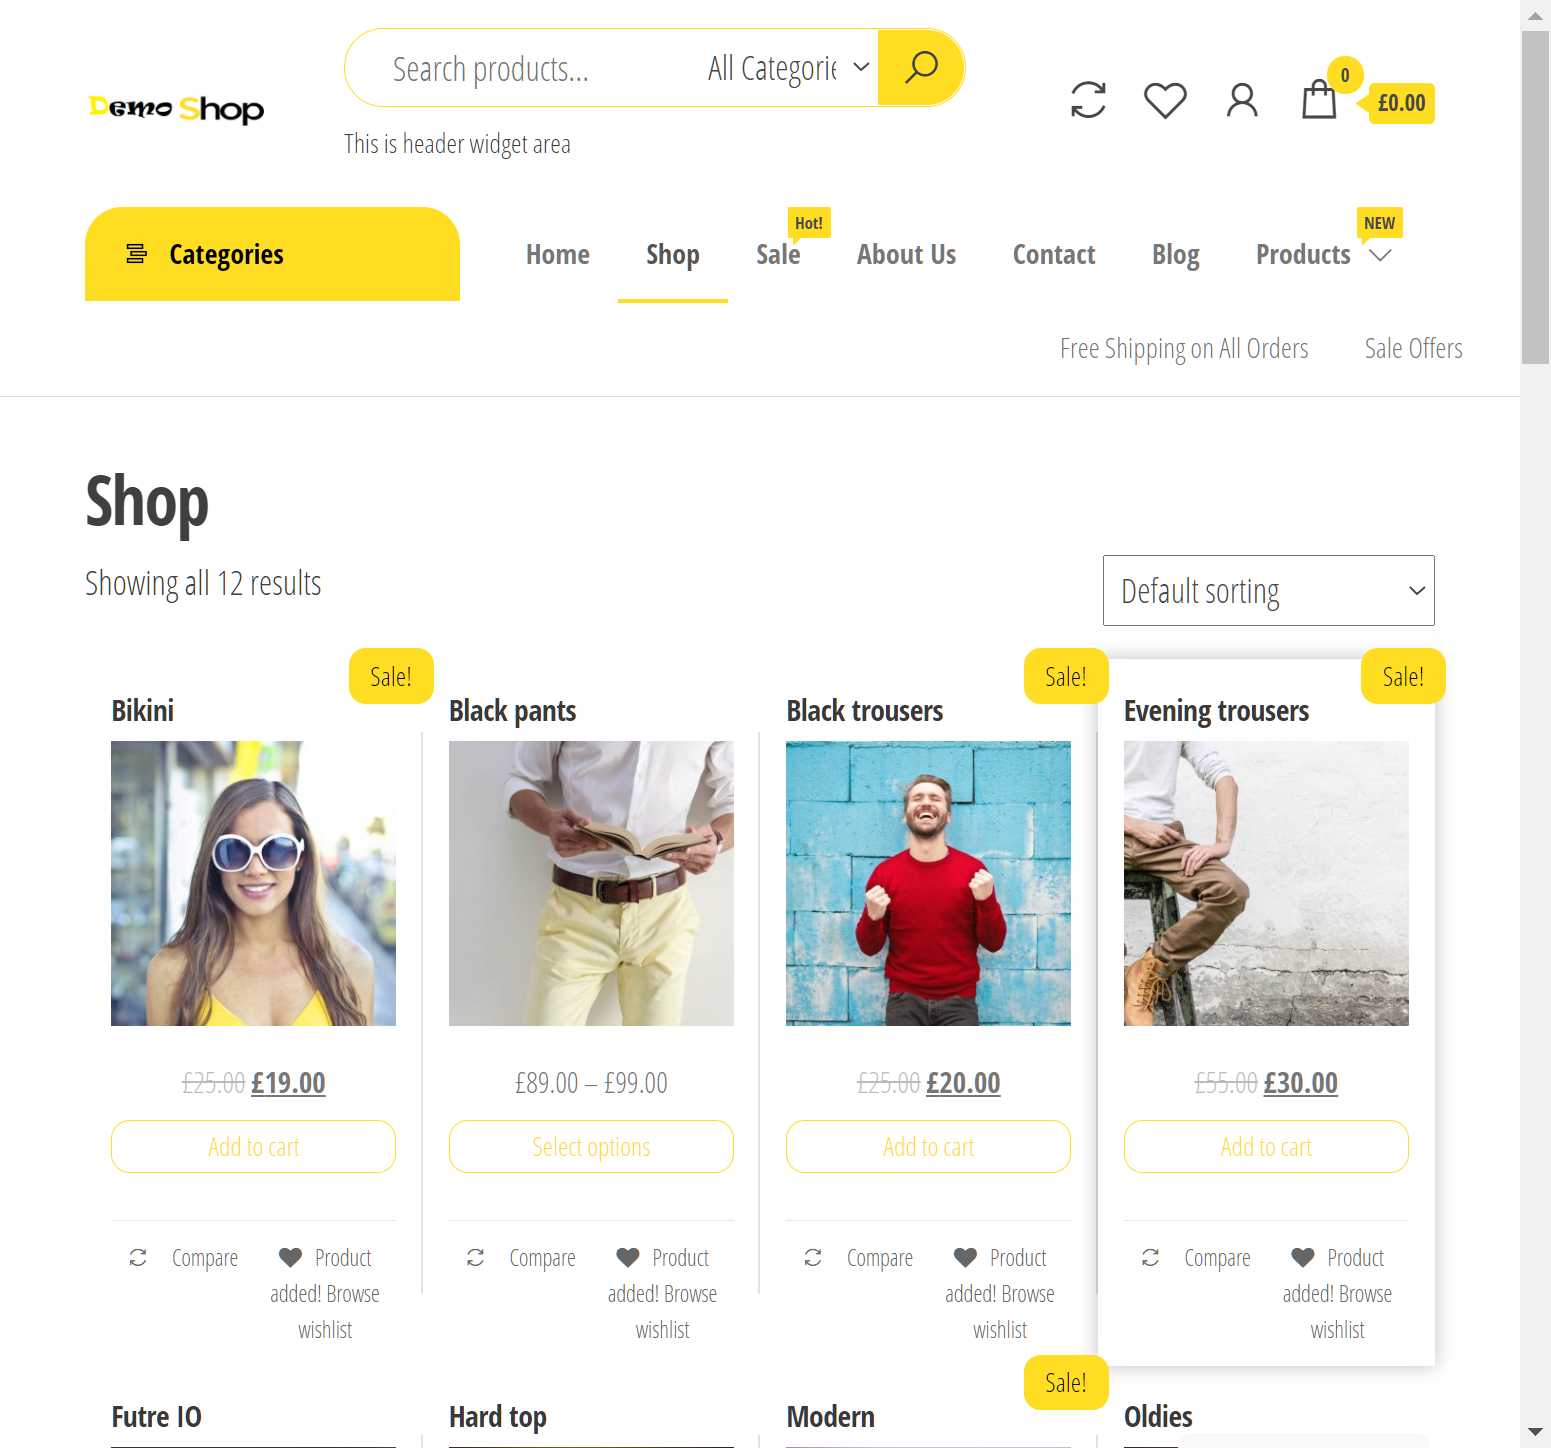 Demo Shop
Search products...
All Categorie
This is header widget area
0
£0.00
Categories
Home
Shop
Sale
Hot!
About Us
Contact
Blog
Products
NEW
Free Shipping on All Orders
Sale Offers
Shop
Showing all 12 results
Default sorting
Sale!
Bikini
£25.00 £19.00
Add to cart
Compare
Product
added! Browse
wishlist
Black pants
£89.00 – £99.00
Select options
Compare
Product
added! Browse
wishlist
Sale!
Black trousers
£25.00 £20.00
Add to cart
Compare
Product
added! Browse
wishlist
Sale!
Evening trousers
£55.00 £30.00
Add to cart
Compare
Product
added! Browse
wishlist
Futre IO
Hard top
Sale!
Modern
Oldies